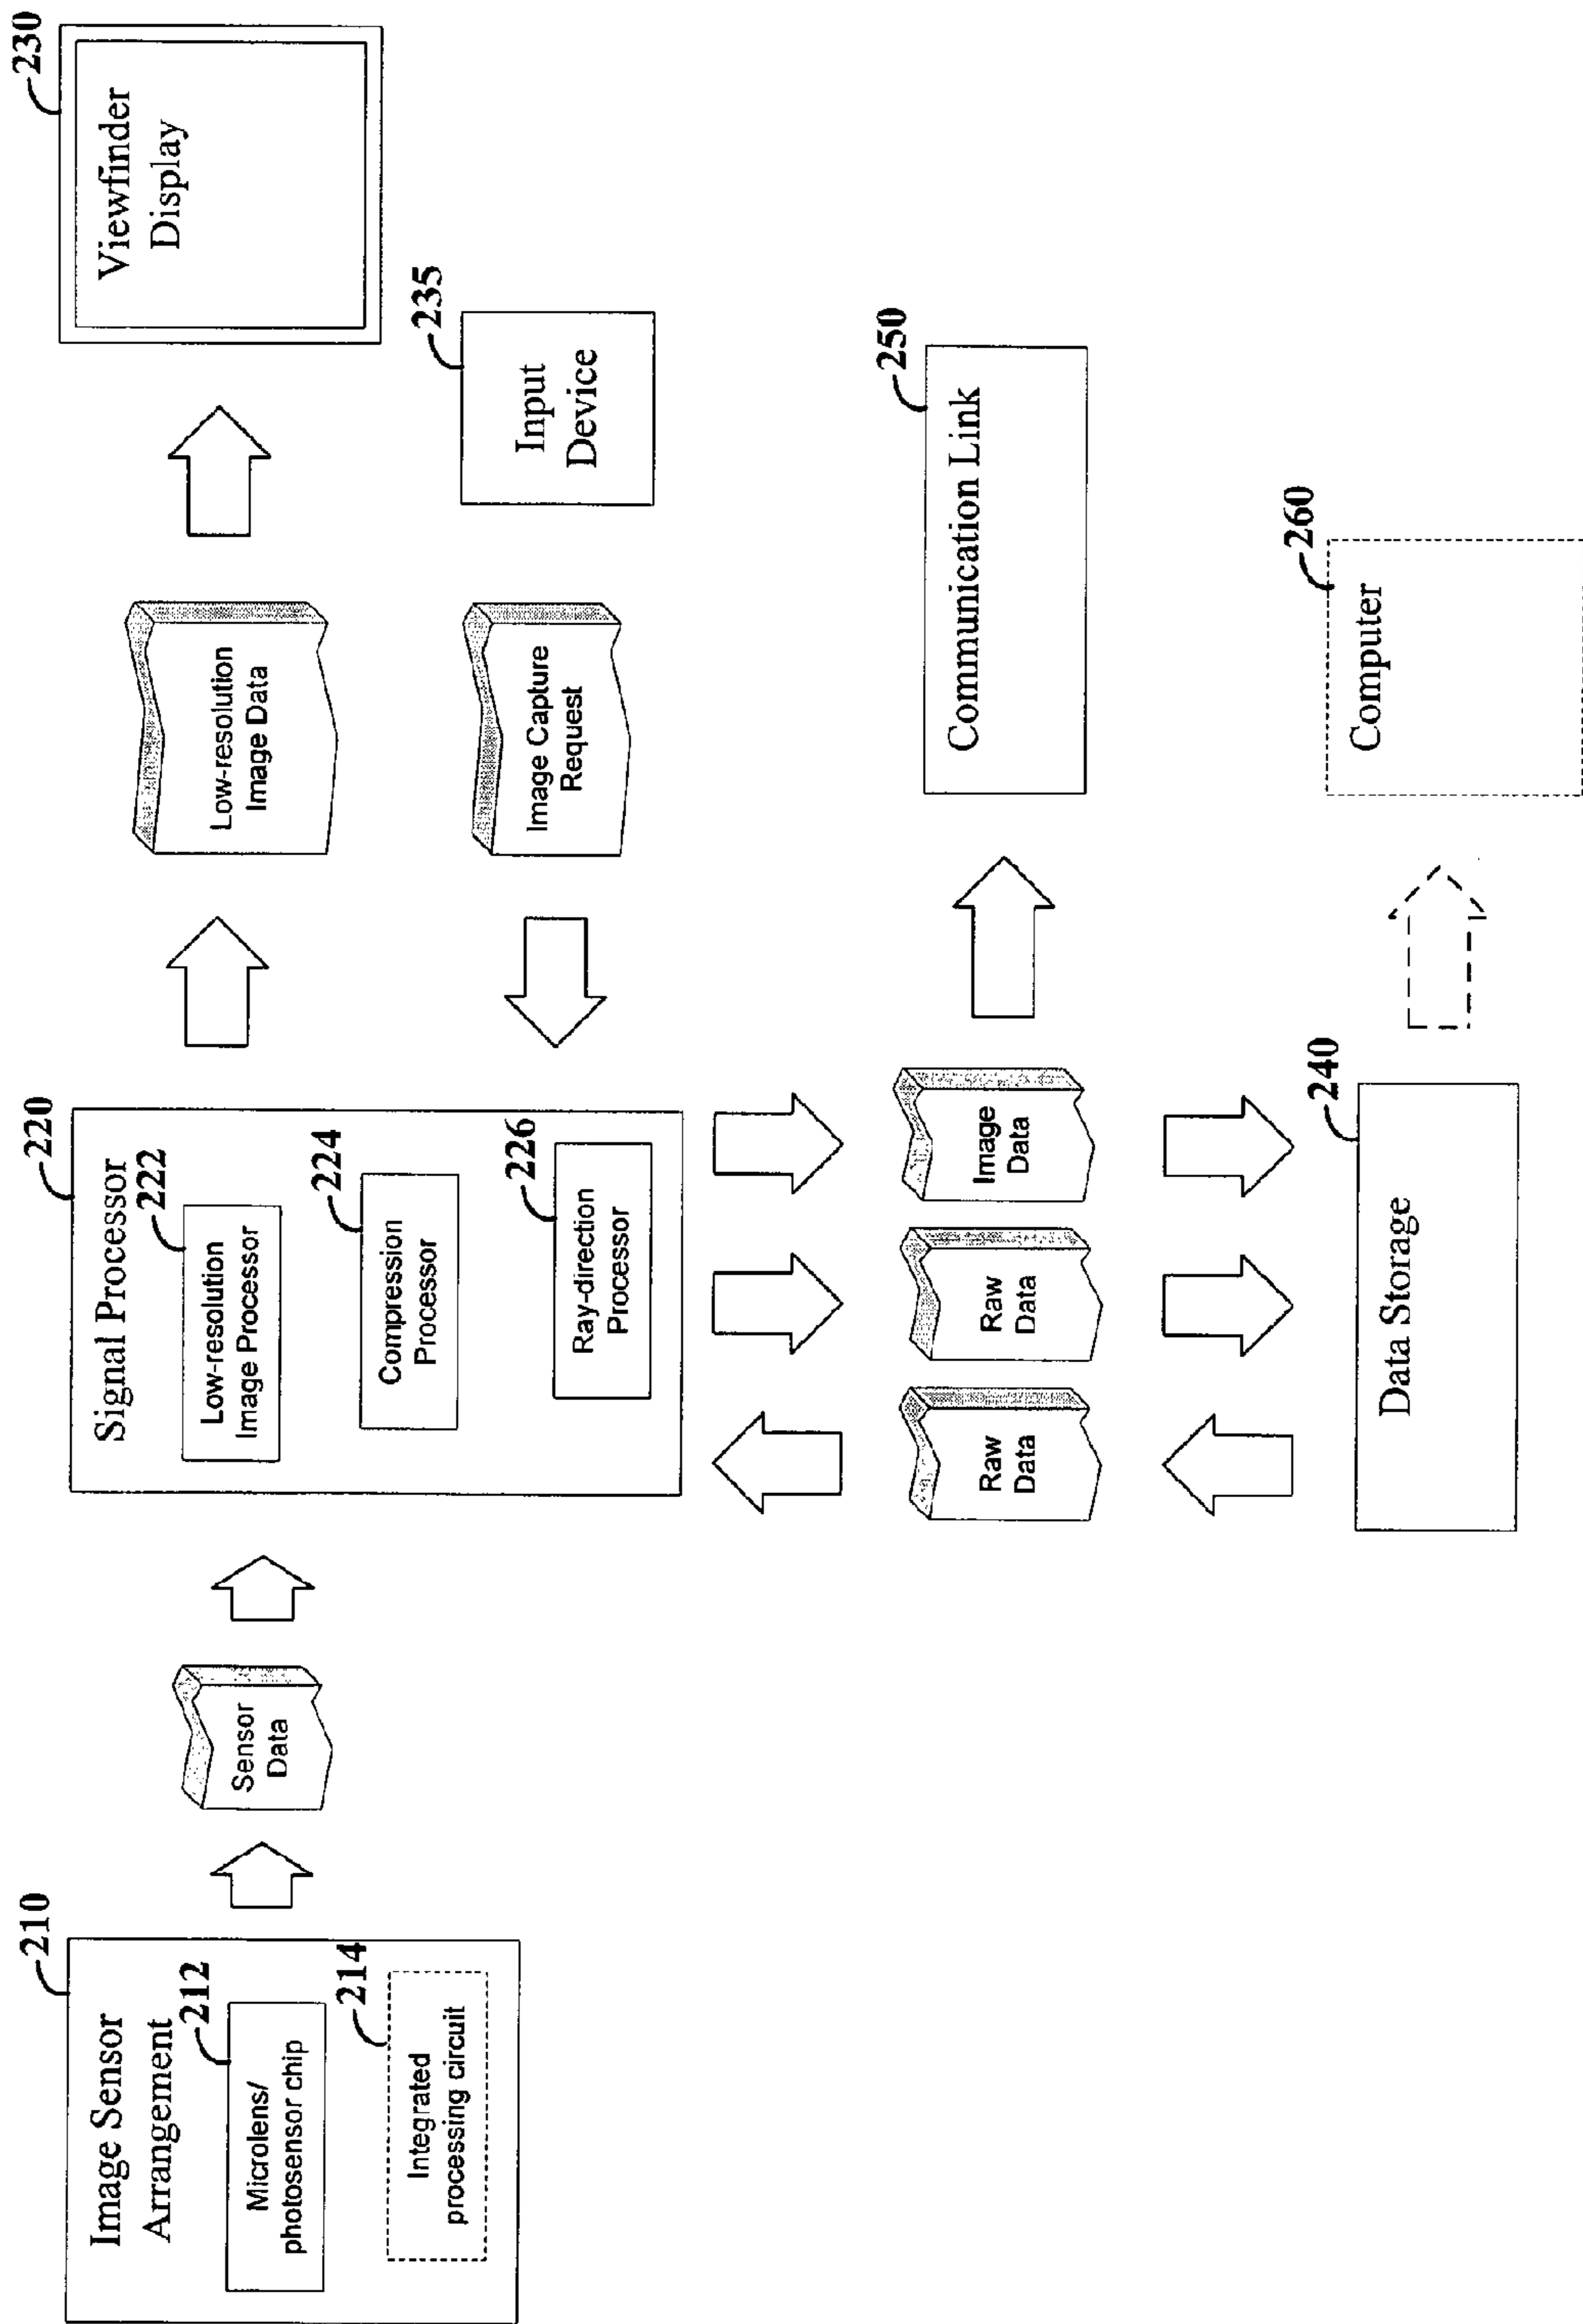 210
Image Sensor
Arrangement
212
Microlens/
photosensor chip
214
Integrated
processing circuit
Sensor
Data
220
Signal Processor
222
Low-resolution
Image Processor
224
Compression
Processor
226
Ray-direction
Processor
Low-resolution
Image Data
230
Viewfinder
Display
Image Capture
Request
235
Input
Device
Raw
Data
Raw
Data
Image
Data
250
Communication Link
240
Data Storage
260
Computer